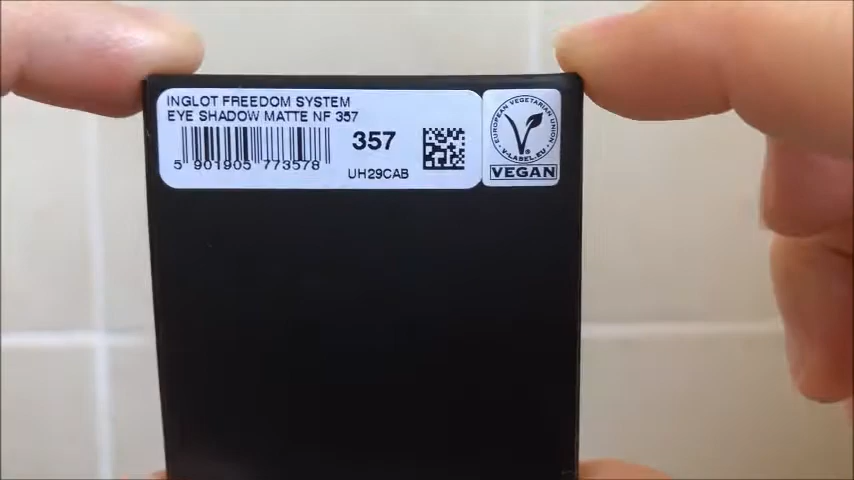 INGLOT FREEDOM SYSTEM
EYE SHADOW MATTE NF 357
5 901905 773578
357
UH29CAB
EUROPEAN VEGETARIAN UNION
V-LABEL.EU
VEGAN